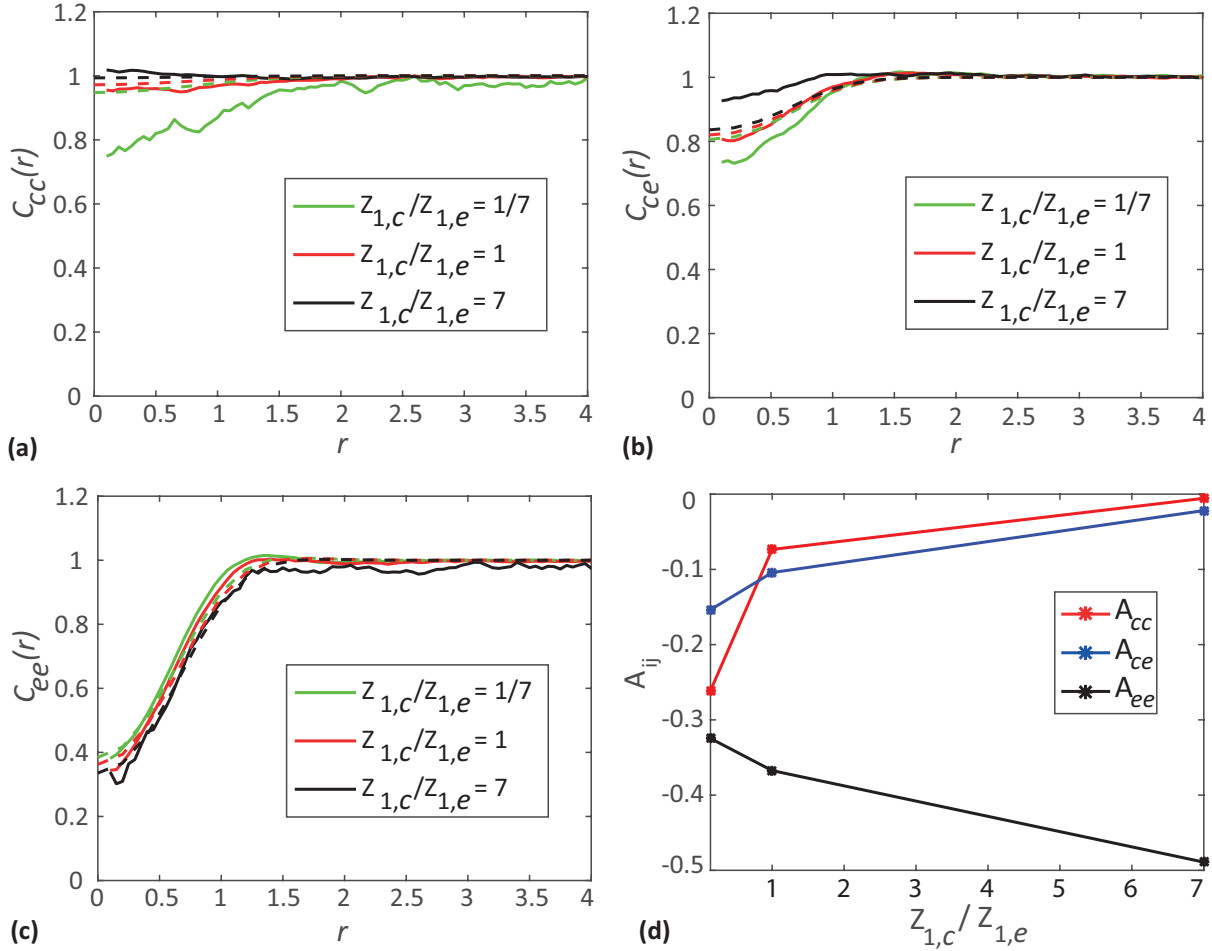 1.2
1
0.8
0.6
0.4
0.2
0
C_cc(r)
Z_1,c/Z_1,e = 1/7
Z_1,c/Z_1,e = 1
Z_1,c/Z_1,e = 7
0 0.5 1 1.5 2 2.5 3 3.5 4
(a) r
1.2
1
0.8
0.6
0.4
0.2
0
C_ce(r)
Z_1,c/Z_1,e = 1/7
Z_1,c/Z_1,e = 1
Z_1,c/Z_1,e = 7
0 0.5 1 1.5 2 2.5 3 3.5 4
(b) r
1.2
1
0.8
0.6
0.4
0.2
0
C_ee(r)
Z_1,c/Z_1,e = 1/7
Z_1,c/Z_1,e = 1
Z_1,c/Z_1,e = 7
0 0.5 1 1.5 2 2.5 3 3.5 4
(c) r
0
-0.1
-0.2
-0.3
-0.4
-0.5
A_ij
A_cc
A_ce
A_ee
1 2 3 4 5 6 7
(d) Z_1,c/Z_1,e